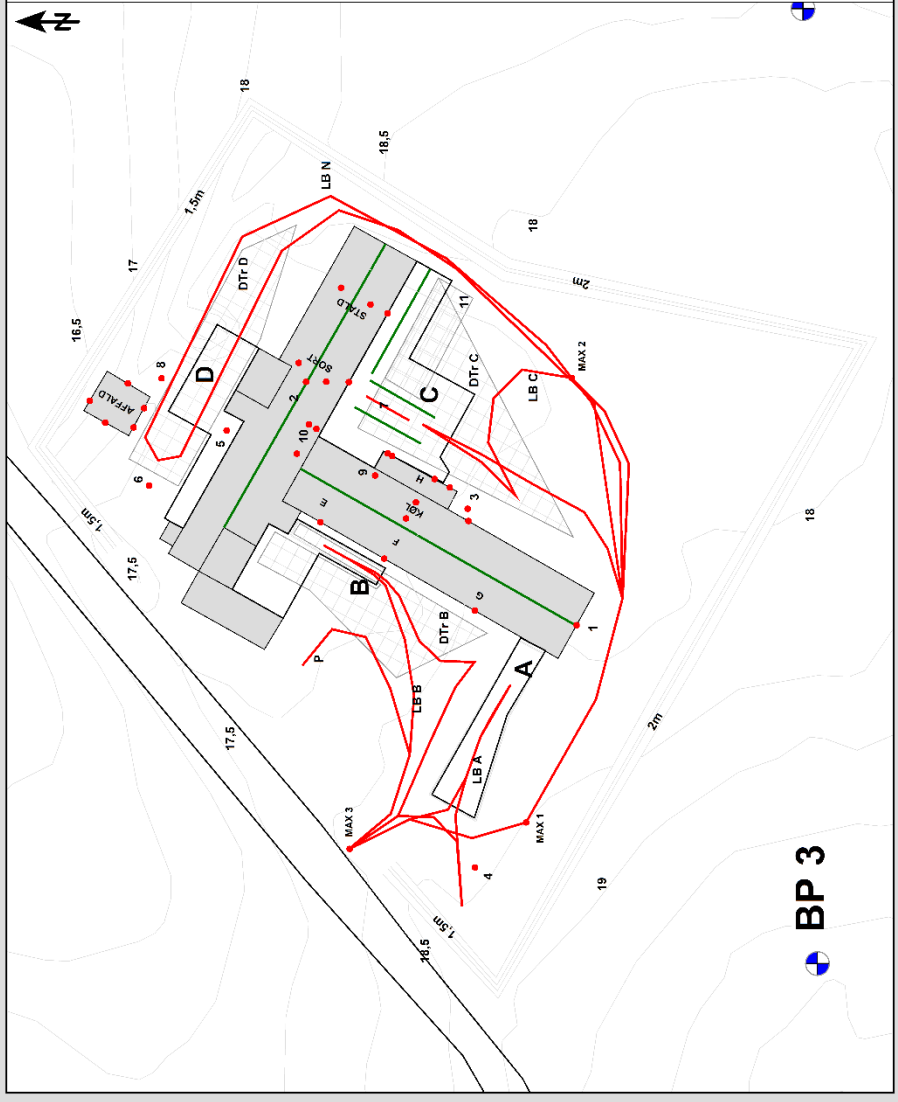 N
18
18,5
1,5m
LB N
17
16,5
DTr D
18
2m
STALD
11
8
AFFALD
D
SORT
2
C
DTr C
LB C
MAX 2
1
5
10
6
9
H
3
KØL
E
F
1,5m
17,5
B
G
DTr B
1
P
A
18
LB B
17,5
LB A
2m
MAX 3
MAX 1
4
19
1,5m
18,5
BP 3